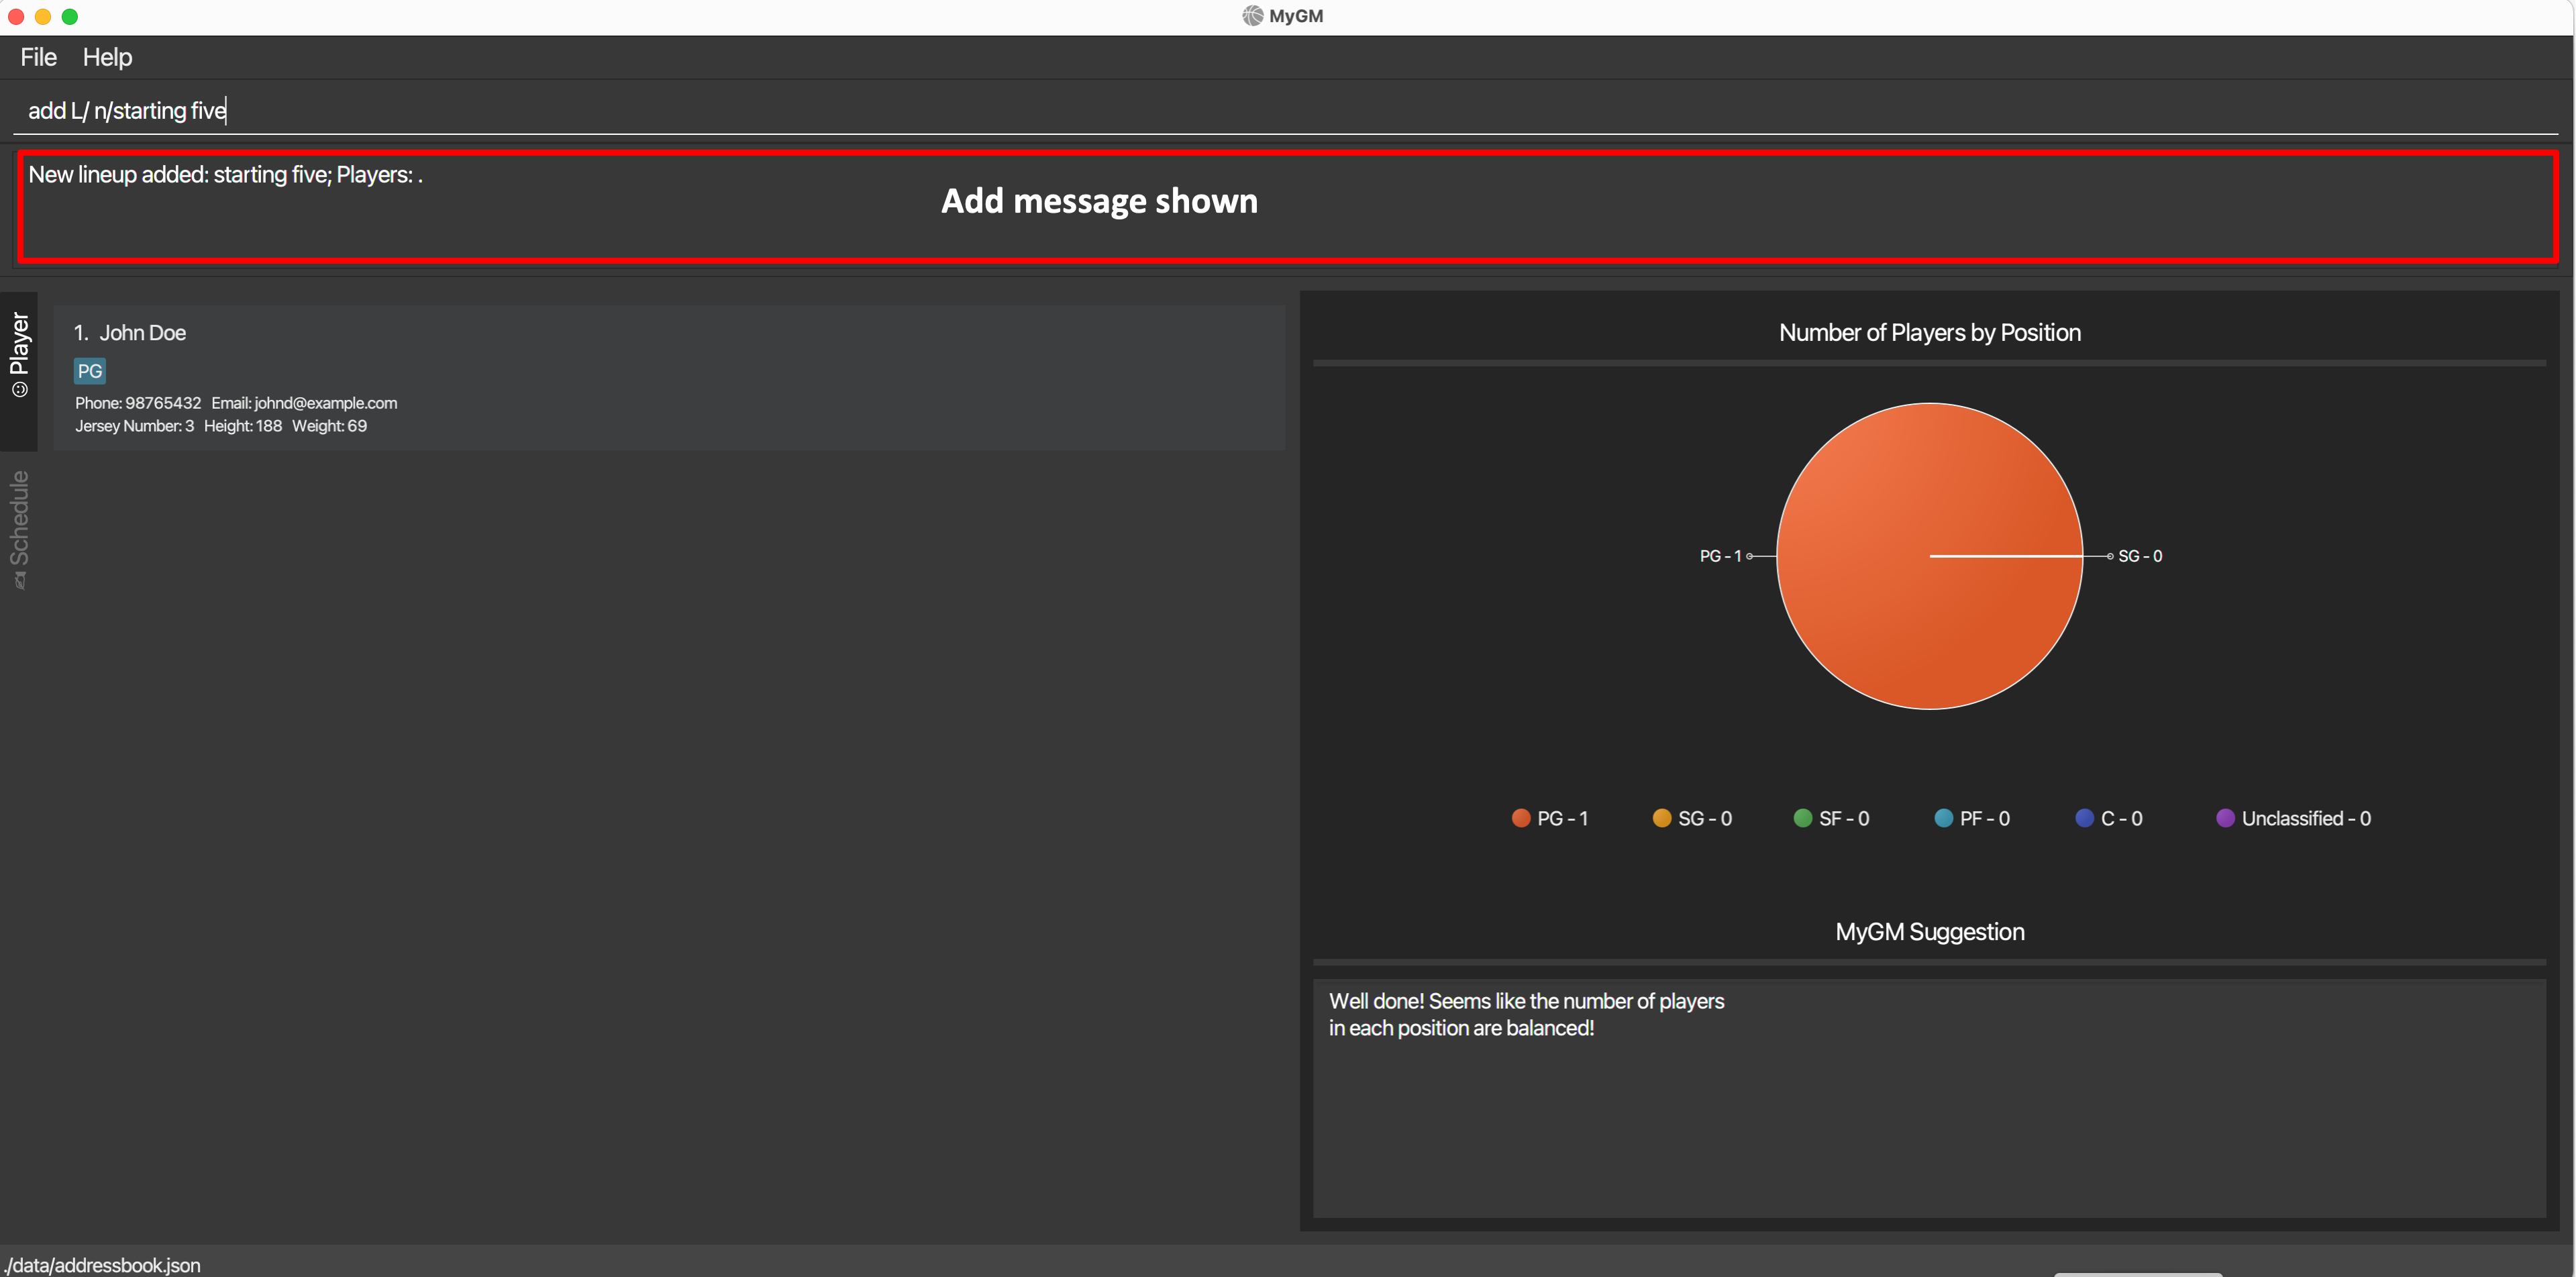 MyGM
File Help
add L/ n/starting five
New lineup added: starting five; Players: .
Add message shown
Player
Schedule
1. John Doe
PG
Phone: 98765432 Email: johnd@example.com
Jersey Number: 3 Height: 188 Weight: 69
Number of Players by Position
PG - 1
SG - 0
PG - 1 SG - 0 SF - 0 PF - 0 C - 0 Unclassified - 0
MyGM Suggestion
Well done! Seems like the number of players
in each position are balanced!
./data/addressbook.json